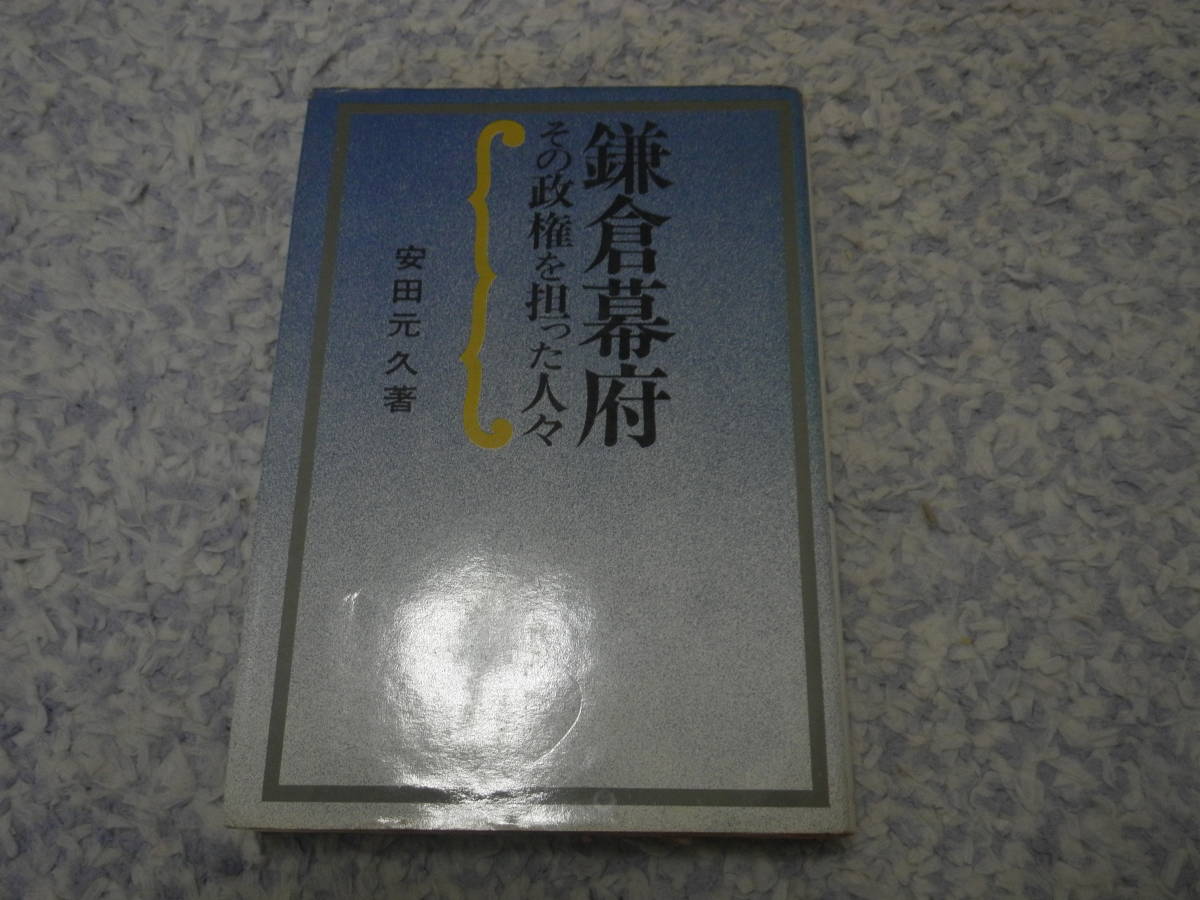 鎌倉幕府
その政権を担った人々
安田元久著